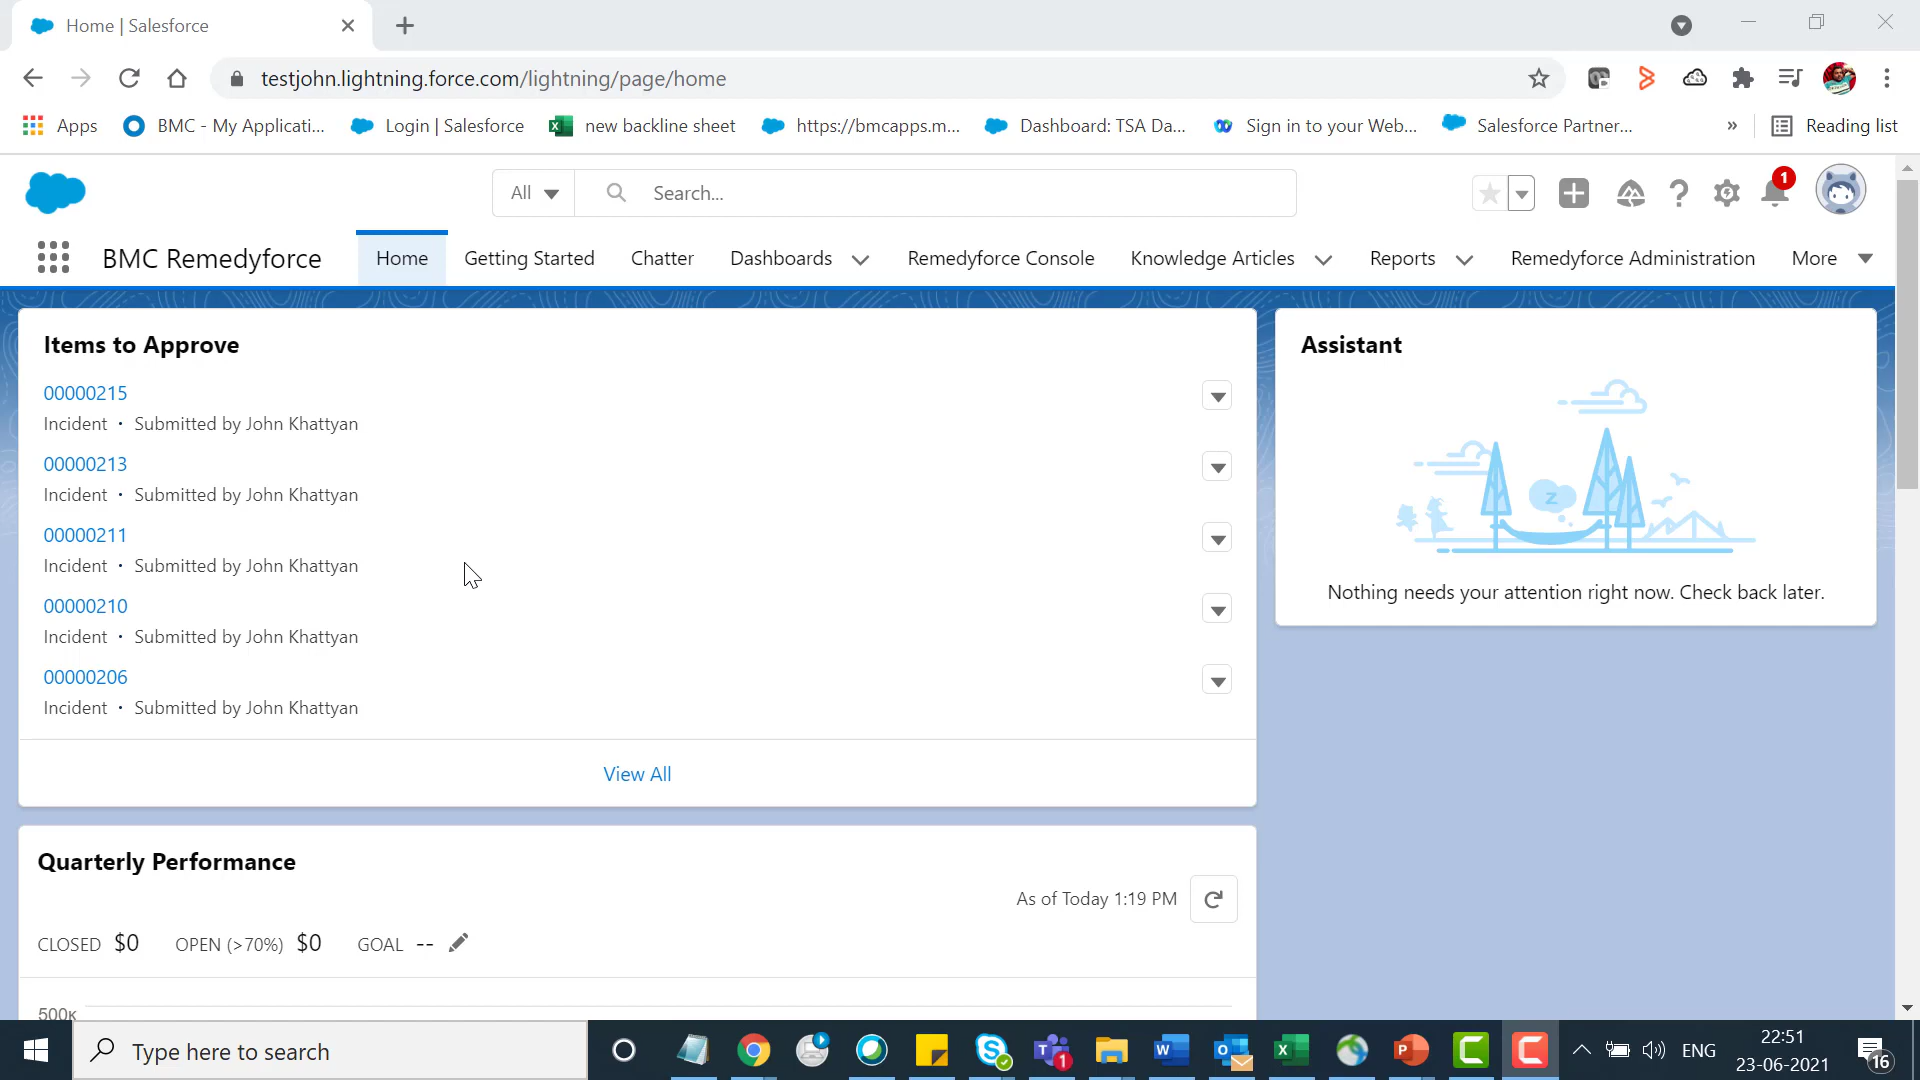 Home | Salesforce
testjohn.lightning.force.com/lightning/page/home
Apps
BMC - My Applicati...
Login | Salesforce
new backline sheet
https://bmcapps.m...
Dashboard: TSA Da...
Sign in to your Web...
Salesforce Partner...
»
Reading list
All
Search...
1
BMC Remedyforce
Home
Getting Started
Chatter
Dashboards
Remedyforce Console
Knowledge Articles
Reports
Remedyforce Administration
More
Items to Approve
00000215
Incident • Submitted by John Khattyan
00000213
Incident • Submitted by John Khattyan
00000211
Incident • Submitted by John Khattyan
00000210
Incident • Submitted by John Khattyan
00000206
Incident • Submitted by John Khattyan
View All
Assistant
z
Nothing needs your attention right now. Check back later.
Quarterly Performance
As of Today 1:19 PM
CLOSED $0 OPEN (>70%) $0 GOAL --
500K
Type here to search
1
ENG
22:51
23-06-2021
16